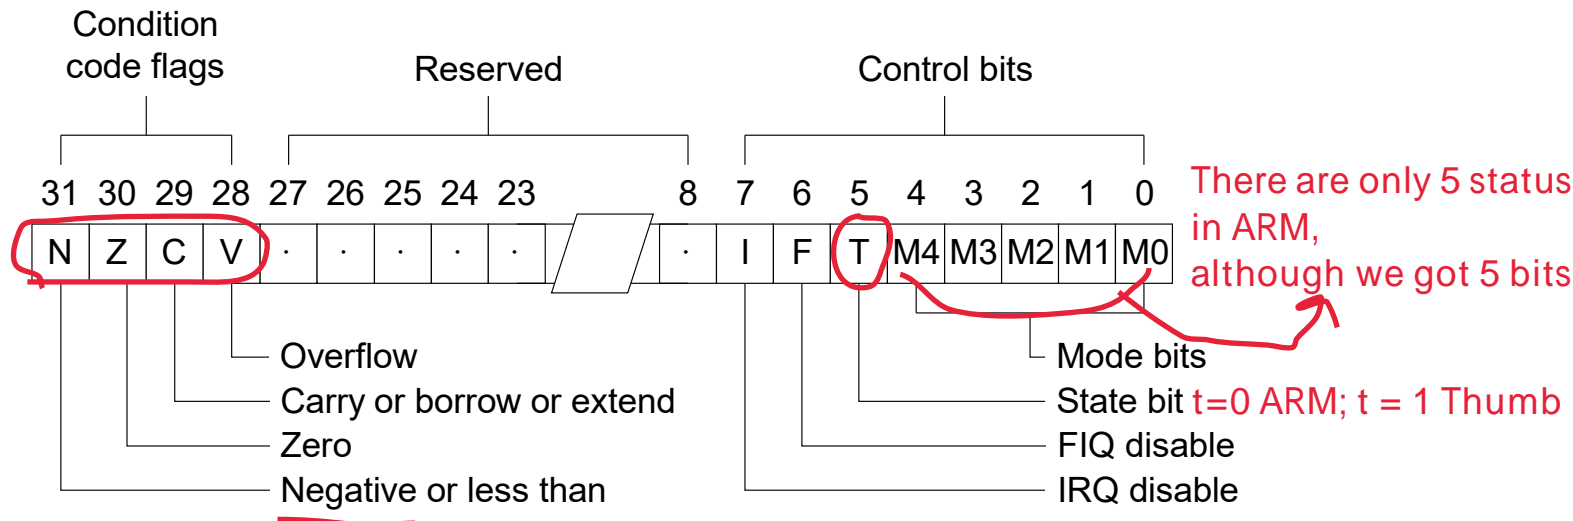 Condition
code flags
Reserved
Control bits
31 30 29 28 27 26 25 24 23 8 7 6 5 4 3 2 1 0
N Z C V · · · · · · I F T M4 M3 M2 M1 M0
There are only 5 status
in ARM,
although we got 5 bits
Overflow
Carry or borrow or extend
Zero
Negative or less than
Mode bits
State bit t=0 ARM; t = 1 Thumb
FIQ disable
IRQ disable